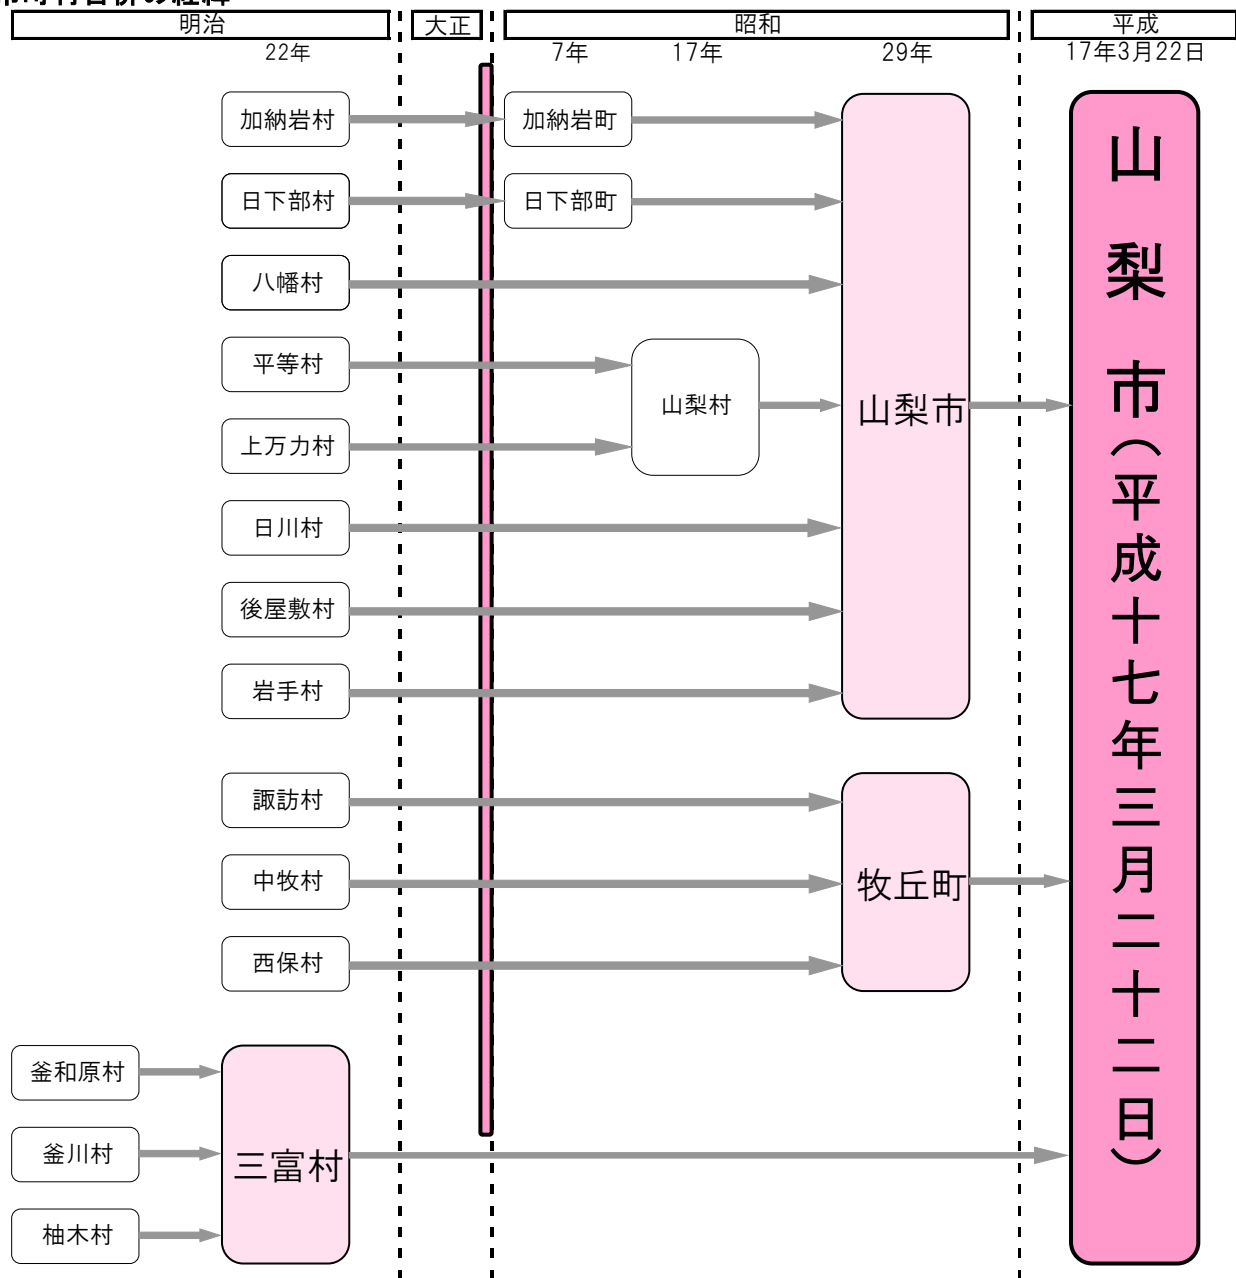 明治 大正 昭和 平成
22年 7年 17年 29年 17年3月22日
加納岩村 加納岩町
日下部村 日下部町
八幡村
平等村
山梨村
上万力村
山梨市
日川村
後屋敷村
岩手村
諏訪村
中牧村
牧丘町
西保村
釜和原村
釜川村
三富村
柚木村
山梨市(平成十七年三月二十二日)